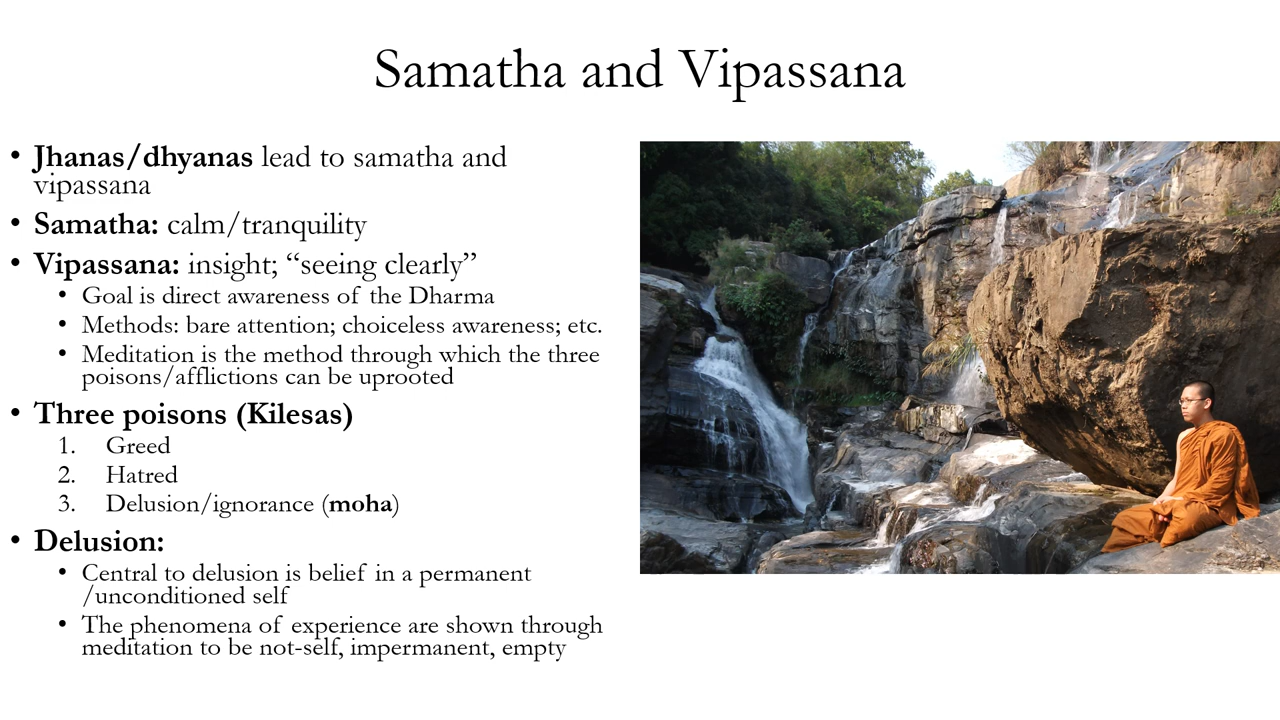 Samatha and Vipassana
• Jhanas/dhyanas lead to samatha and
vipassana
• Samatha: calm/tranquility
• Vipassana: insight; “seeing clearly”
• Goal is direct awareness of the Dharma
• Methods: bare attention; choiceless awareness; etc.
• Meditation is the method through which the three
poisons/afflictions can be uprooted
• Three poisons (Kilesas)
1. Greed
2. Hatred
3. Delusion/ignorance (moha)
• Delusion:
• Central to delusion is belief in a permanent
/unconditioned self
• The phenomena of experience are shown through
meditation to be not-self, impermanent, empty